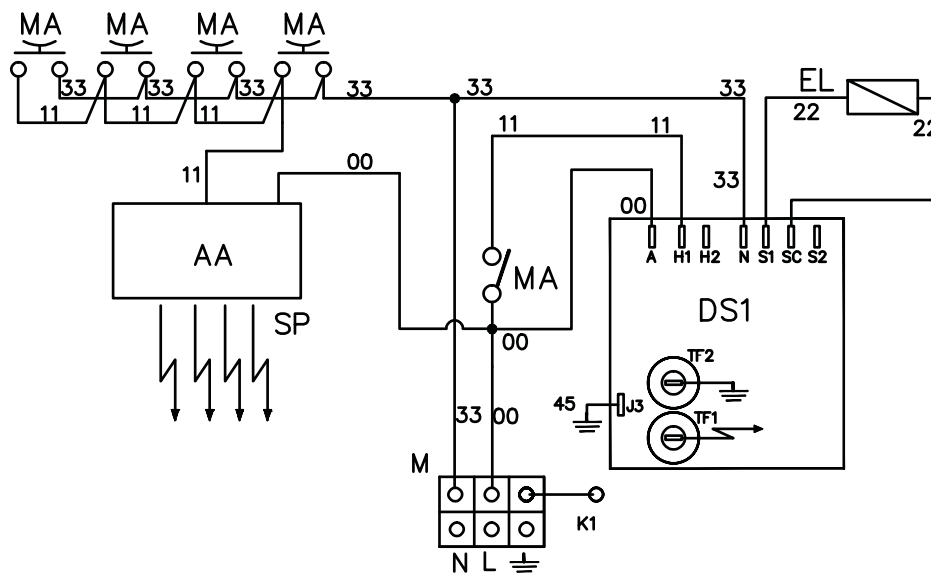 MA MA MA MA
33 33 33 33 33 33
11 11 11
EL
22
22
11 11
11
00
33
00
A H1 H2 N S1 SC S2
AA
MA
DS1
SP
00
TF2
45
J3
TF1
33 00
M
K1
N L